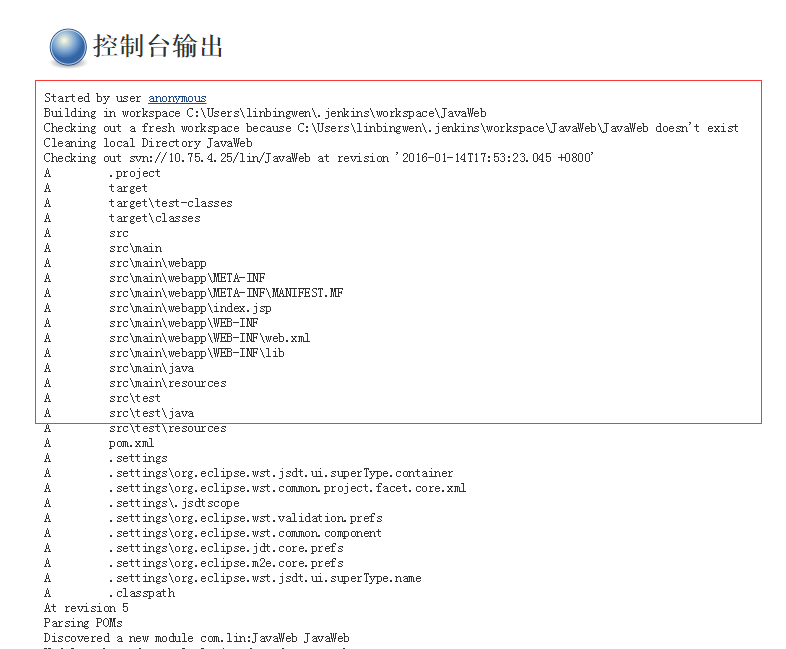 控制台输出
Started by user anonymous
Building in workspace C:\Users\linbingwen\.jenkins\workspace\JavaWeb
Checking out a fresh workspace because C:\Users\linbingwen\.jenkins\workspace\JavaWeb\JavaWeb doesn't exist
Cleaning local Directory JavaWeb
Checking out svn://10.75.4.25/lin/JavaWeb at revision '2016-01-14T17:53:23.045 +0800'
A         .project
A         target
A         target\test-classes
A         target\classes
A         src
A         src\main
A         src\main\webapp
A         src\main\webapp\META-INF
A         src\main\webapp\META-INF\MANIFEST.MF
A         src\main\webapp\index.jsp
A         src\main\webapp\WEB-INF
A         src\main\webapp\WEB-INF\web.xml
A         src\main\webapp\WEB-INF\lib
A         src\main\java
A         src\main\resources
A         src\test
A         src\test\java
A         src\test\resources
A         pom.xml
A         .settings
A         .settings\org.eclipse.wst.jsdt.ui.superType.container
A         .settings\org.eclipse.wst.common.project.facet.core.xml
A         .settings\.jsdtscope
A         .settings\org.eclipse.wst.validation.prefs
A         .settings\org.eclipse.wst.common.component
A         .settings\org.eclipse.jdt.core.prefs
A         .settings\org.eclipse.m2e.core.prefs
A         .settings\org.eclipse.wst.jsdt.ui.superType.name
A         .classpath
At revision 5
Parsing POMs
Discovered a new module com.lin:JavaWeb JavaWeb